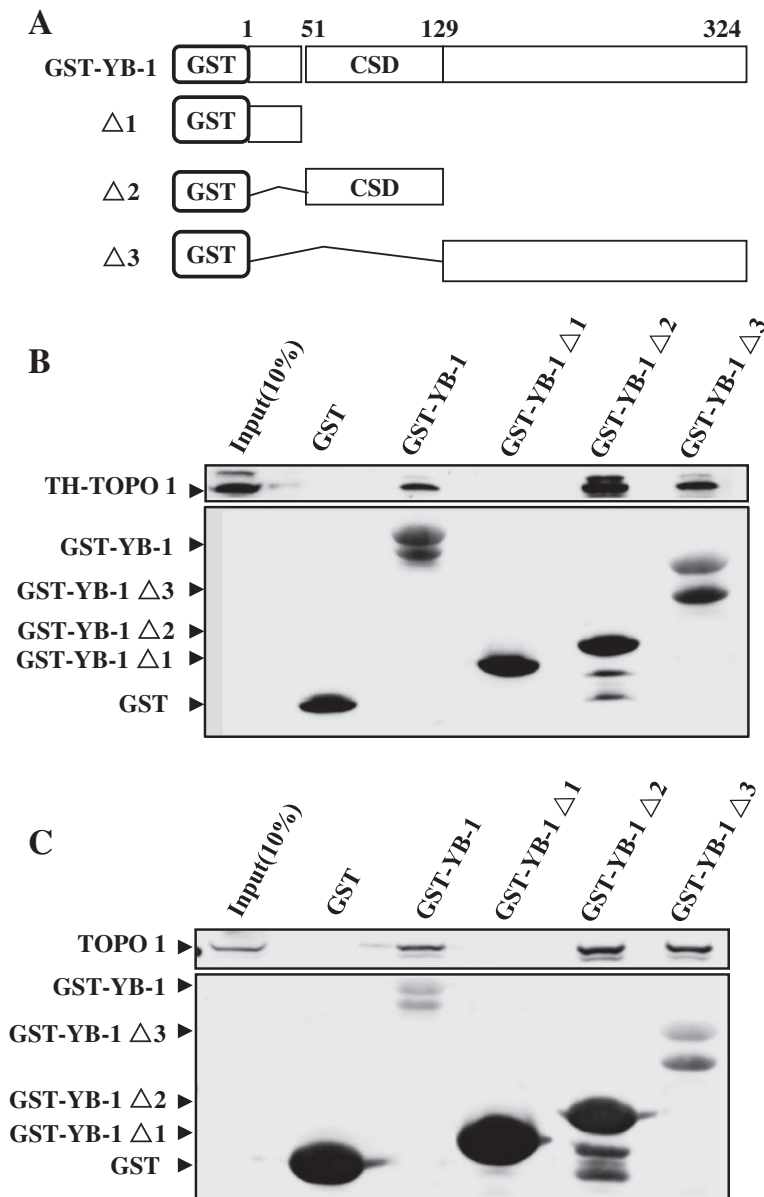 A
1 51 129 324
GST-YB-1 GST CSD
△1 GST
△2 GST CSD
△3 GST
B
Input(10%) GST GST-YB-1 GST-YB-1 △1 GST-YB-1 △2 GST-YB-1 △3
TH-TOPO 1
GST-YB-1
GST-YB-1 △3
GST-YB-1 △2
GST-YB-1 △1
GST
C
Input(10%) GST GST-YB-1 GST-YB-1 △1 GST-YB-1 △2 GST-YB-1 △3
TOPO 1
GST-YB-1
GST-YB-1 △3
GST-YB-1 △2
GST-YB-1 △1
GST